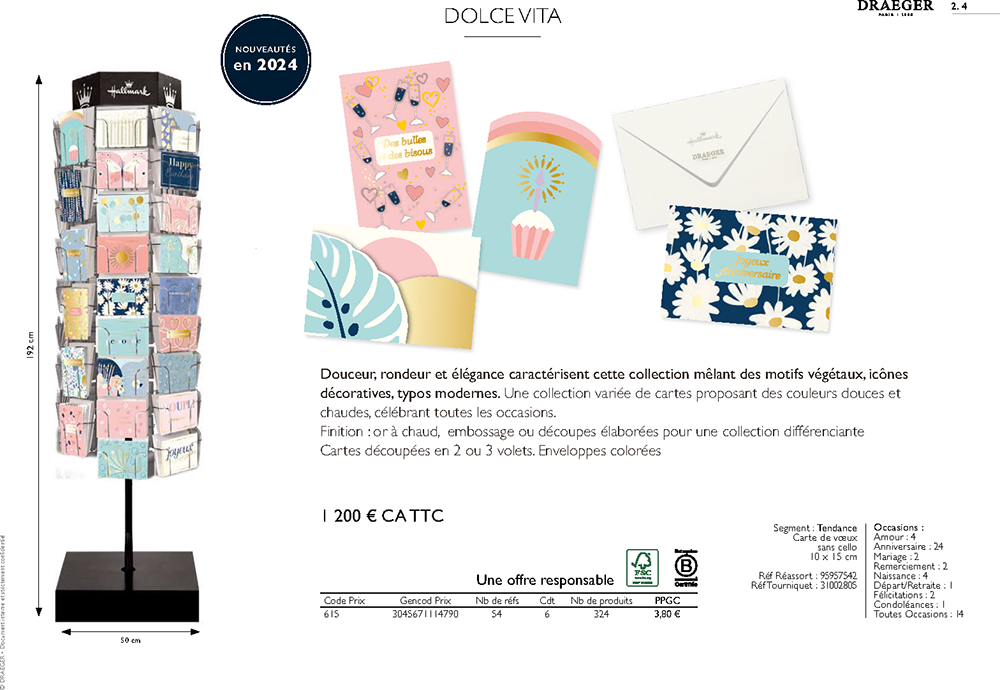 DOLCE VITA
DRAEGER
PARIS | 1886
2. 4
NOUVEAUTÉS
en 2024
Hallmark
Happy
Birthday
Joyeux
192 cm
50 cm
Des bulles
et des bisous
Hallmark
DRAEGER
Joyeux
Anniversaire
Douceur, rondeur et élégance caractérisent cette collection mêlant des motifs végétaux, icônes
décoratives, typos modernes. Une collection variée de cartes proposant des couleurs douces et
chaudes, célébrant toutes les occasions.
Finition : or à chaud, embossage ou découpes élaborées pour une collection différenciante
Cartes découpées en 2 ou 3 volets. Enveloppes colorées
1 200 € CA TTC
Une offre responsable
FSC
Entreprise
B
Certifiée
Code Prix Gencod Prix Nb de réfs Cdt Nb de produits PPGC
615 3045671114790 54 6 324 3,80 €
Segment : Tendance
Carte de vœux
sans cello
10 x 15 cm
Réf Réassort : 95957542
Réf Tourniquet : 31002805
Occasions :
Amour : 4
Anniversaire : 24
Mariage : 2
Remerciement : 2
Naissance : 4
Départ/Retraite : 1
Félicitations : 2
Condoléances : 1
Toutes Occasions : 14
© DRAEGER - Document interne et strictement confidentiel